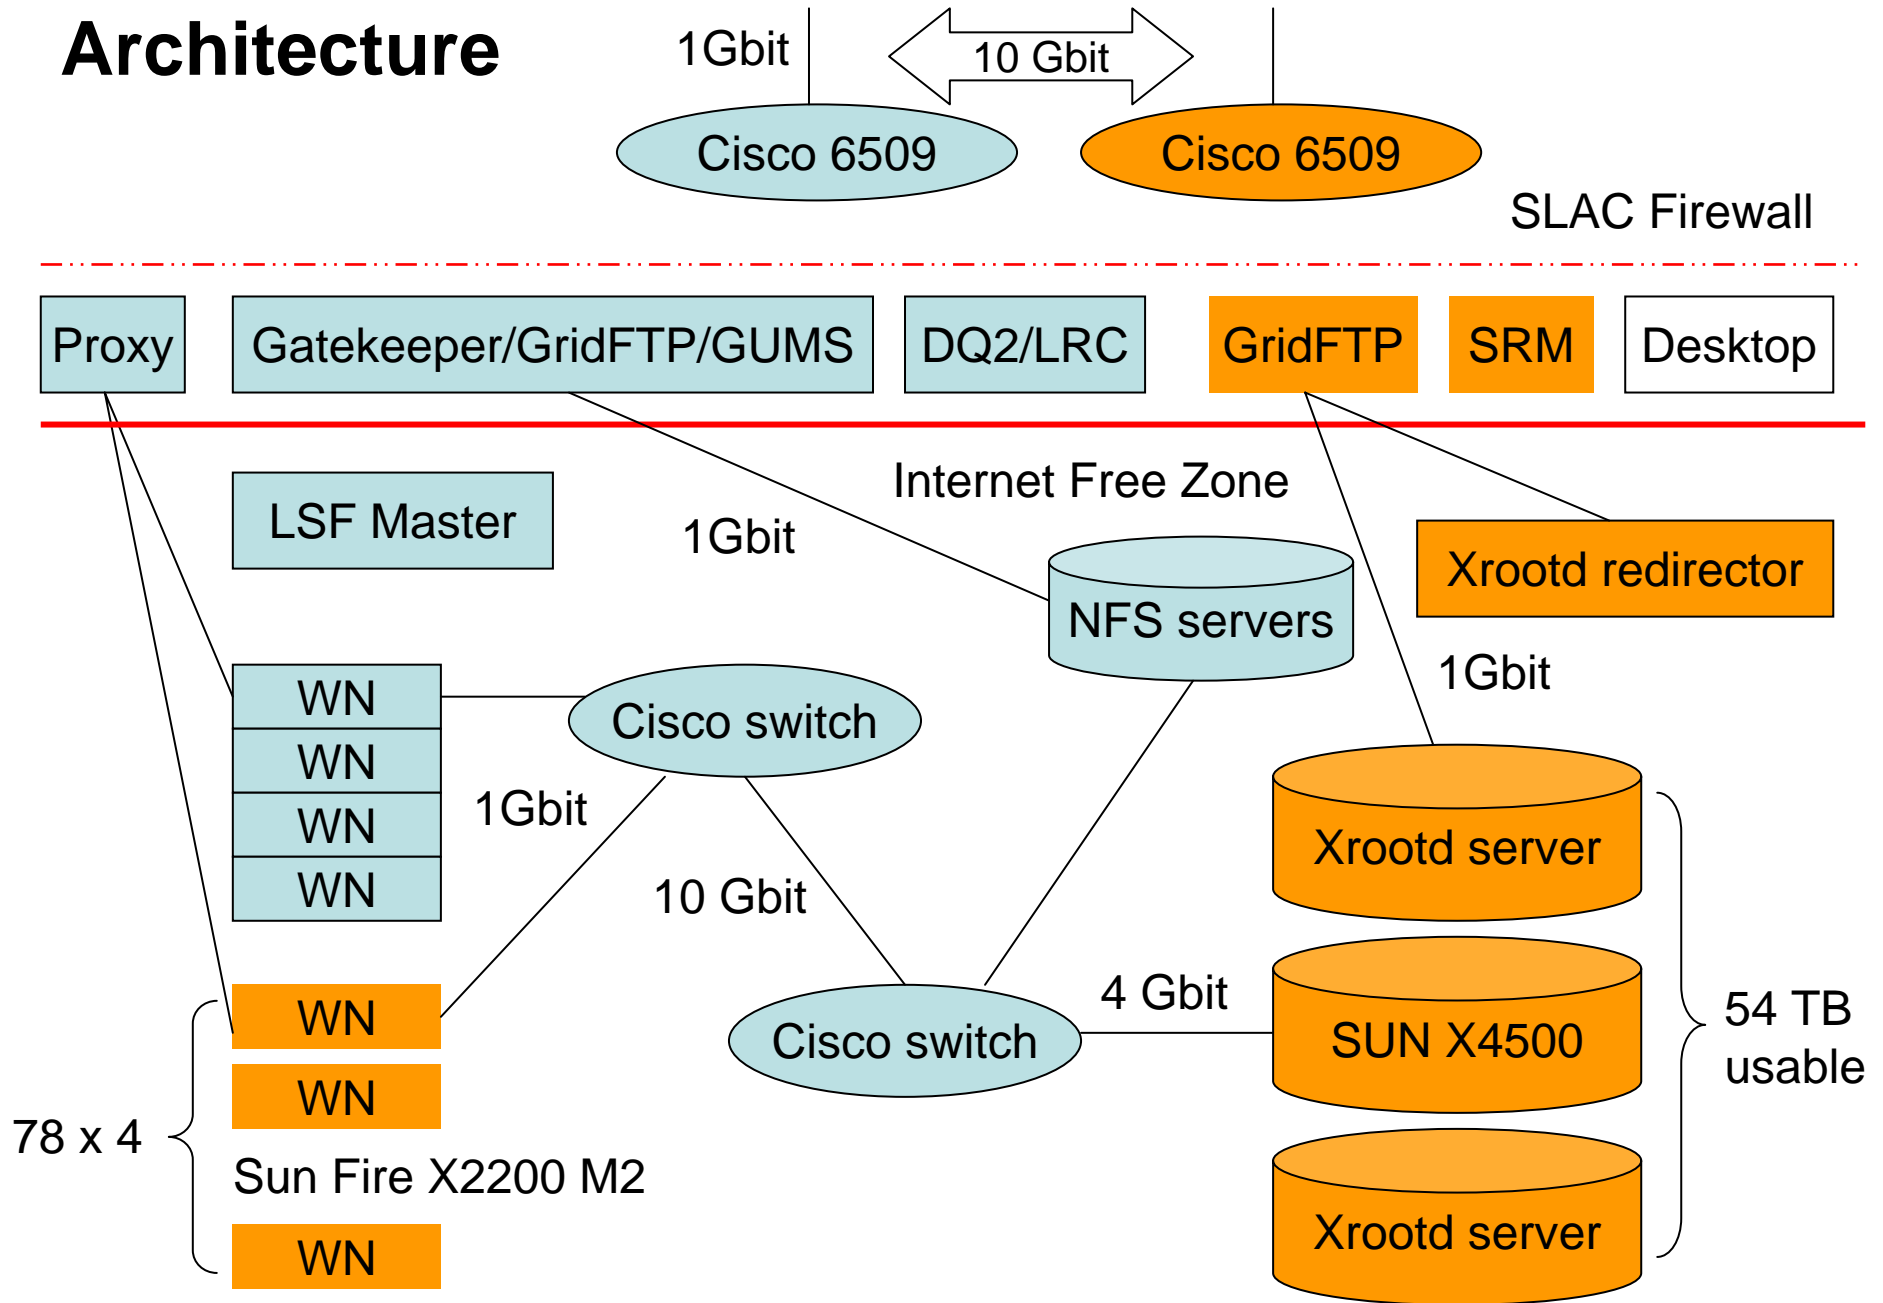 Architecture
1Gbit
10 Gbit
Cisco 6509
Cisco 6509
SLAC Firewall
Proxy
Gatekeeper/GridFTP/GUMS
DQ2/LRC
GridFTP
SRM
Desktop
Internet Free Zone
LSF Master
1Gbit
Xrootd redirector
NFS servers
1Gbit
WN
Cisco switch
WN
1Gbit
WN
Xrootd server
WN
10 Gbit
4 Gbit
54 TB
usable
WN
Cisco switch
SUN X4500
WN
78 x 4
Sun Fire X2200 M2
Xrootd server
WN